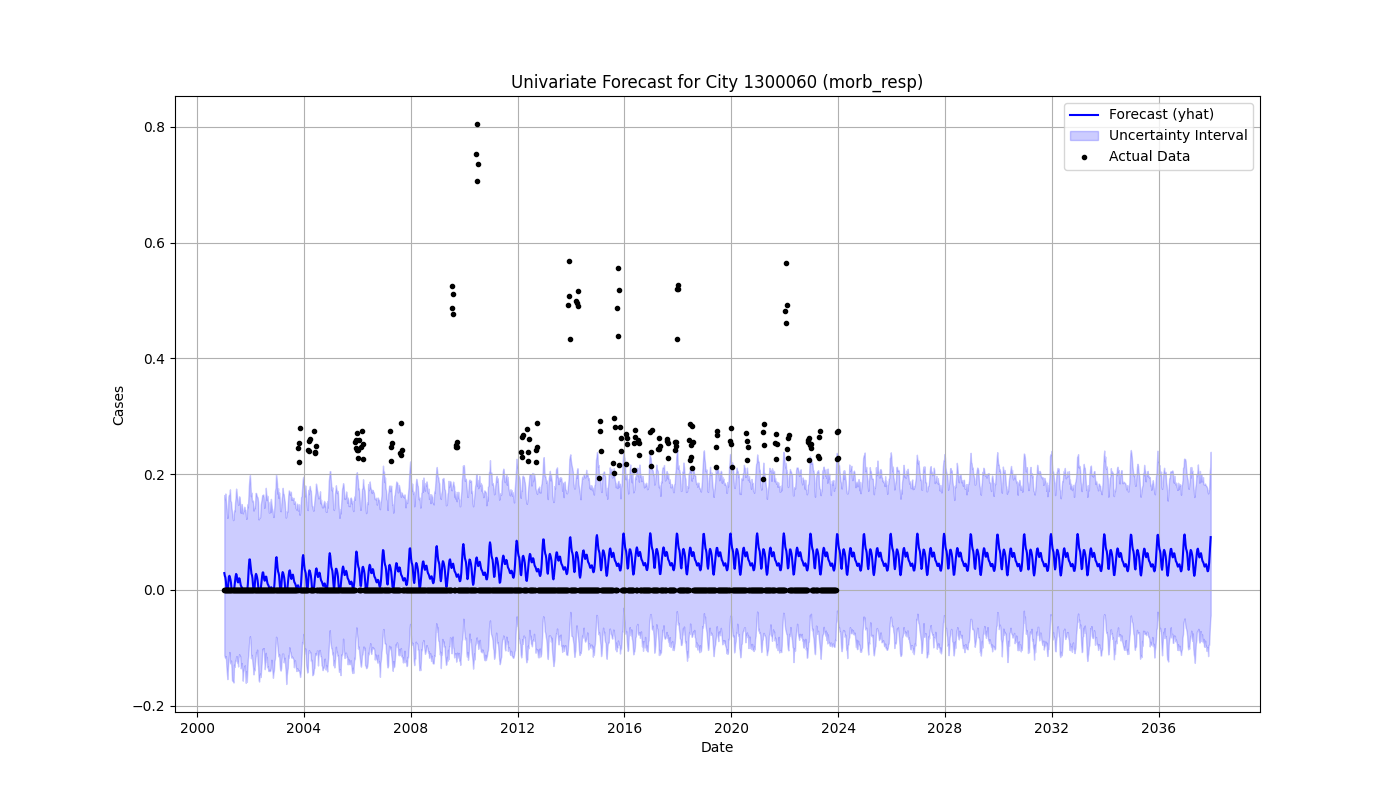 Univariate Forecast for City 1300060 (morb_resp)
Forecast (yhat)
Uncertainty Interval
Actual Data
Cases
0.8
0.6
0.4
0.2
0.0
−0.2
2000 2004 2008 2012 2016 2020 2024 2028 2032 2036
Date